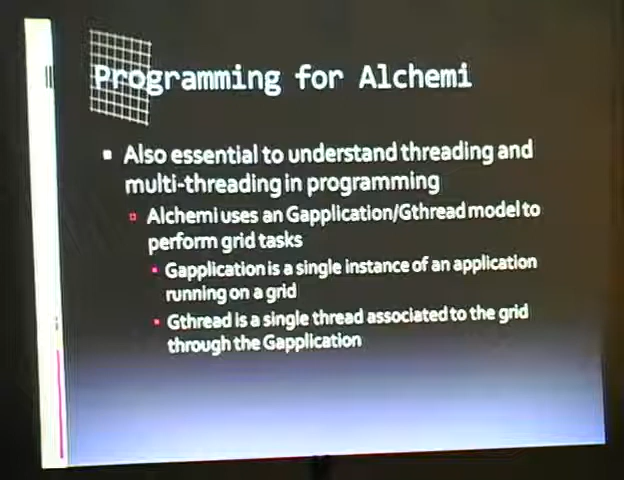 Programming for Alchemi
Also essential to understand threading and
multi-threading in programming
Alchemi uses an Gapplication/Gthread model to
perform grid tasks
Gapplication is a single instance of an application
running on a grid
Gthread is a single thread associated to the grid
through the Gapplication